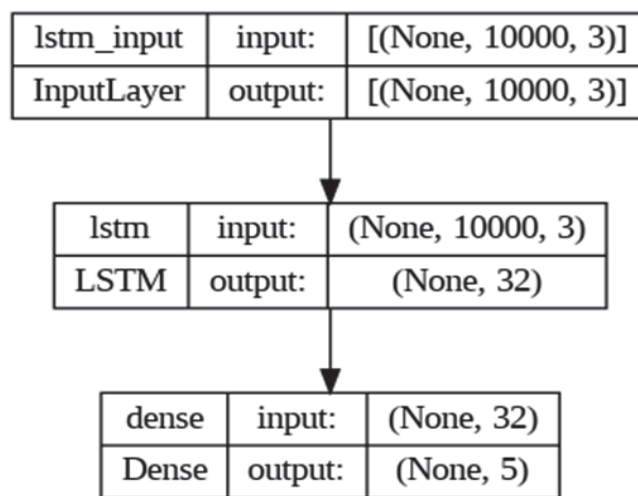 lstm_input input: [(None, 10000, 3)]
InputLayer output: [(None, 10000, 3)]
lstm input: (None, 10000, 3)
LSTM output: (None, 32)
dense input: (None, 32)
Dense output: (None, 5)